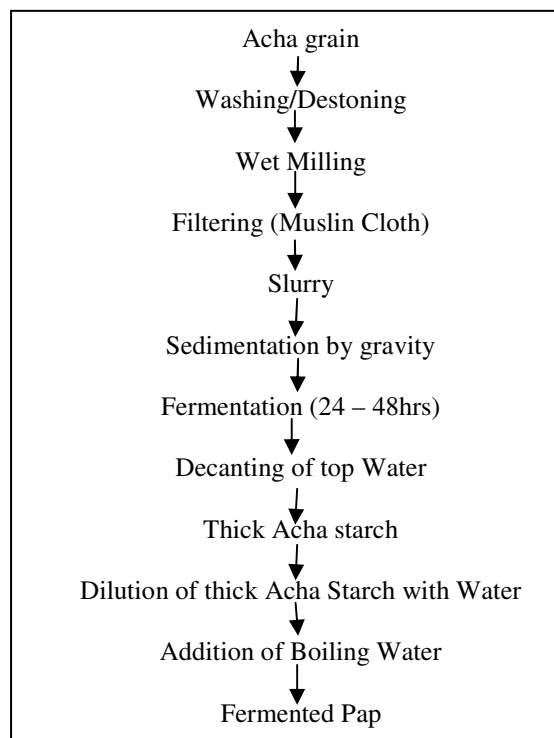 Acha grain
Washing/Destoning
Wet Milling
Filtering (Muslin Cloth)
Slurry
Sedimentation by gravity
Fermentation (24 – 48hrs)
Decanting of top Water
Thick Acha starch
Dilution of thick Acha Starch with Water
Addition of Boiling Water
Fermented Pap